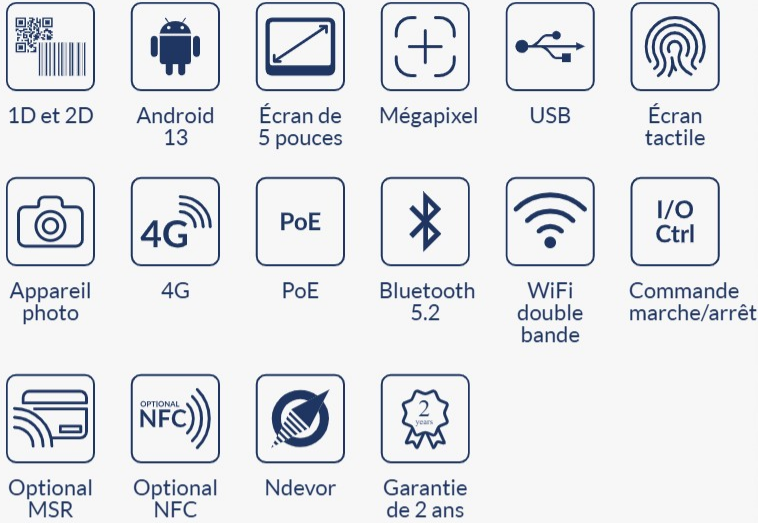 1D et 2D
Android
13
Écran de
5 pouces
Mégapixel
USB
Écran
tactile
4G
PoE
I/O
Ctrl
Appareil
photo
4G
PoE
Bluetooth
5.2
WiFi
double
bande
Commande
marche/arrêt
OPTIONAL
NFC
2
years
Optional
MSR
Optional
NFC
Ndevor
Garantie
de 2 ans